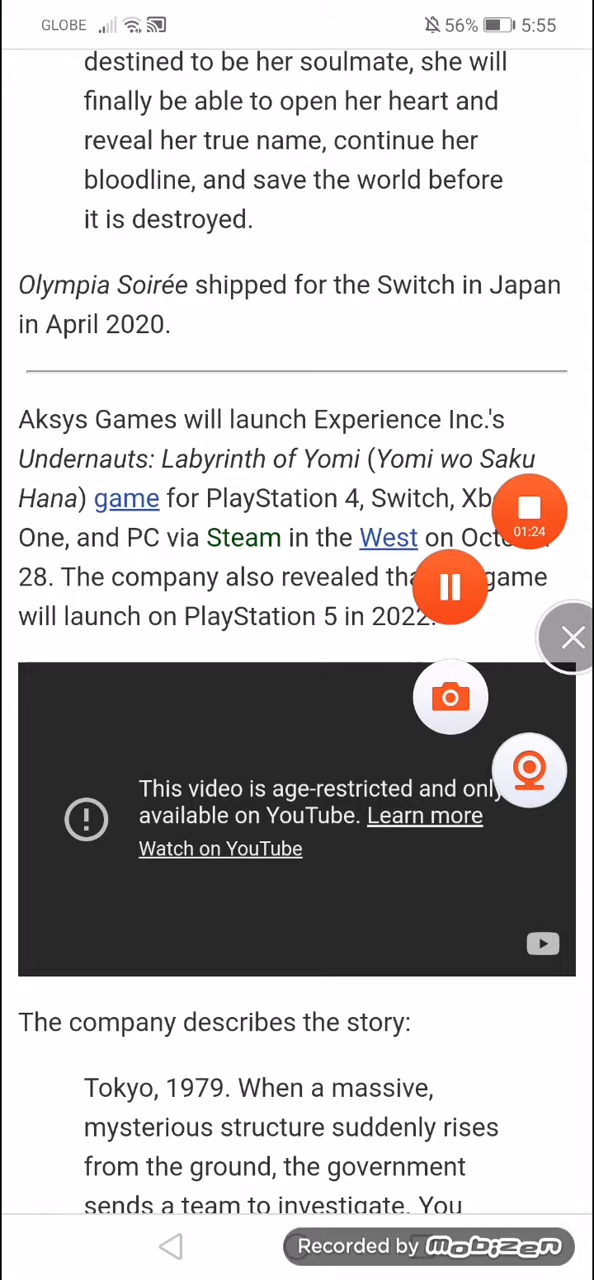 GLOBE 56% 5:55
destined to be her soulmate, she will
finally be able to open her heart and
reveal her true name, continue her
bloodline, and save the world before
it is destroyed.
Olympia Soirée shipped for the Switch in Japan
in April 2020.
Aksys Games will launch Experience Inc.'s
Undernauts: Labyrinth of Yomi (Yomi wo Saku
Hana) game for PlayStation 4, Switch, Xb
One, and PC via Steam in the West on Octo
01:24
28. The company also revealed tha game
will launch on PlayStation 5 in 2022.
This video is age-restricted and only
available on YouTube. Learn more
Watch on YouTube
The company describes the story:
Tokyo, 1979. When a massive,
mysterious structure suddenly rises
from the ground, the government
sends a team to investigate. You
Recorded by mobizen